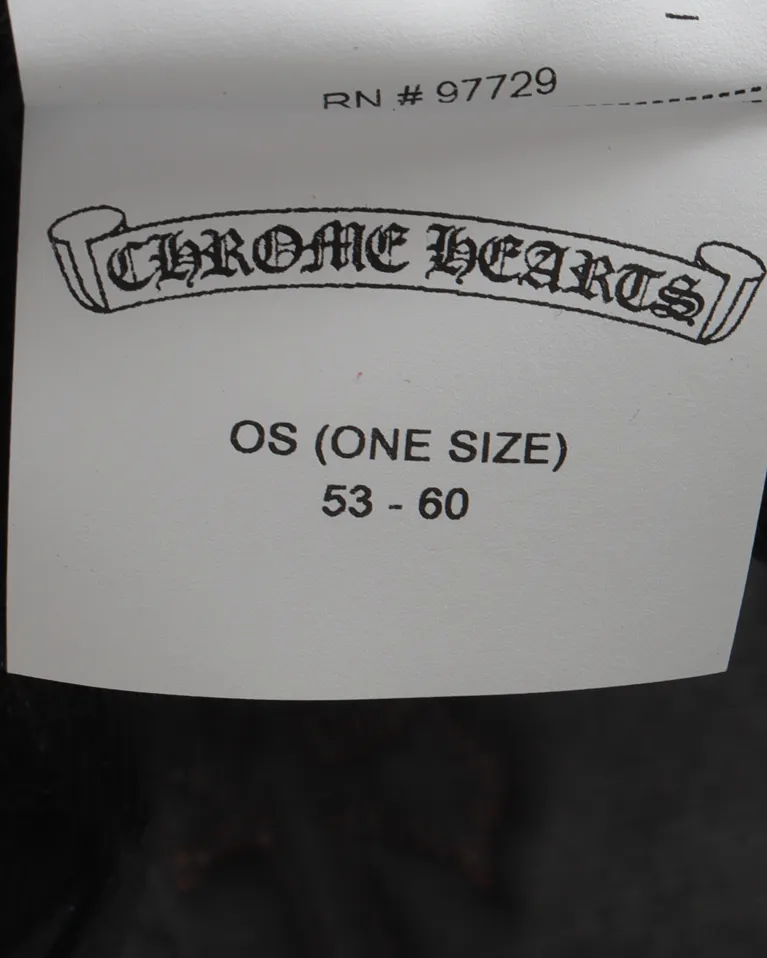 RN # 97729
CHROME HEARTS
OS (ONE SIZE)
53 - 60